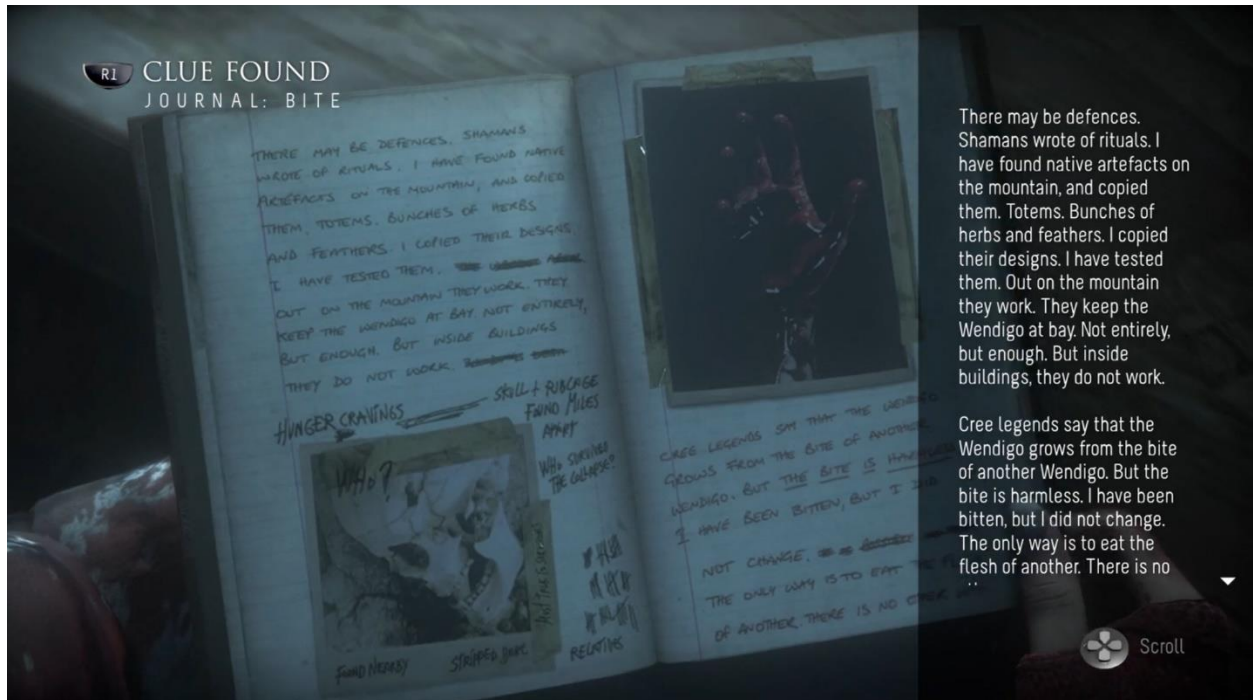 R1 CLUE FOUND
JOURNAL: BITE
THERE MAY BE DEFENCES. SHAMANS
WROTE OF RITUALS. I HAVE FOUND NATIVE
ARTEFACTS ON THE MOUNTAIN, AND COPIED
THEM. TOTEMS. BUNCHES OF HERBS
AND FEATHERS. I COPIED THEIR DESIGNS.
I HAVE TESTED THEM.
OUT ON THE MOUNTAIN THEY WORK. THEY
KEEP THE WENDIGO AT BAY. NOT ENTIRELY,
BUT ENOUGH. BUT INSIDE BUILDINGS
THEY DO NOT WORK.
HUNGER CRAVINGS
SKULL + RIBCAGE
FOUND MILES
APART
WHO SURVIVED
THE COLLAPSE?
WHO?
RELATIVES
FOUND NEARBY
STRIPPED BARE
CREE LEGENDS SAY THAT THE WENDIGO
GROWS FROM THE BITE OF ANOTHER
WENDIGO. BUT THE BITE IS HARMLESS
I HAVE BEEN BITTEN, BUT I DID
NOT CHANGE.
THE ONLY WAY IS TO EAT THE
OF ANOTHER. THERE IS NO OTHER
There may be defences.
Shamans wrote of rituals. I
have found native artefacts on
the mountain, and copied
them. Totems. Bunches of
herbs and feathers. I copied
their designs. I have tested
them. Out on the mountain
they work. They keep the
Wendigo at bay. Not entirely,
but enough. But inside
buildings, they do not work.
Cree legends say that the
Wendigo grows from the bite
of another Wendigo. But the
bite is harmless. I have been
bitten, but I did not change.
The only way is to eat the
flesh of another. There is no
Scroll